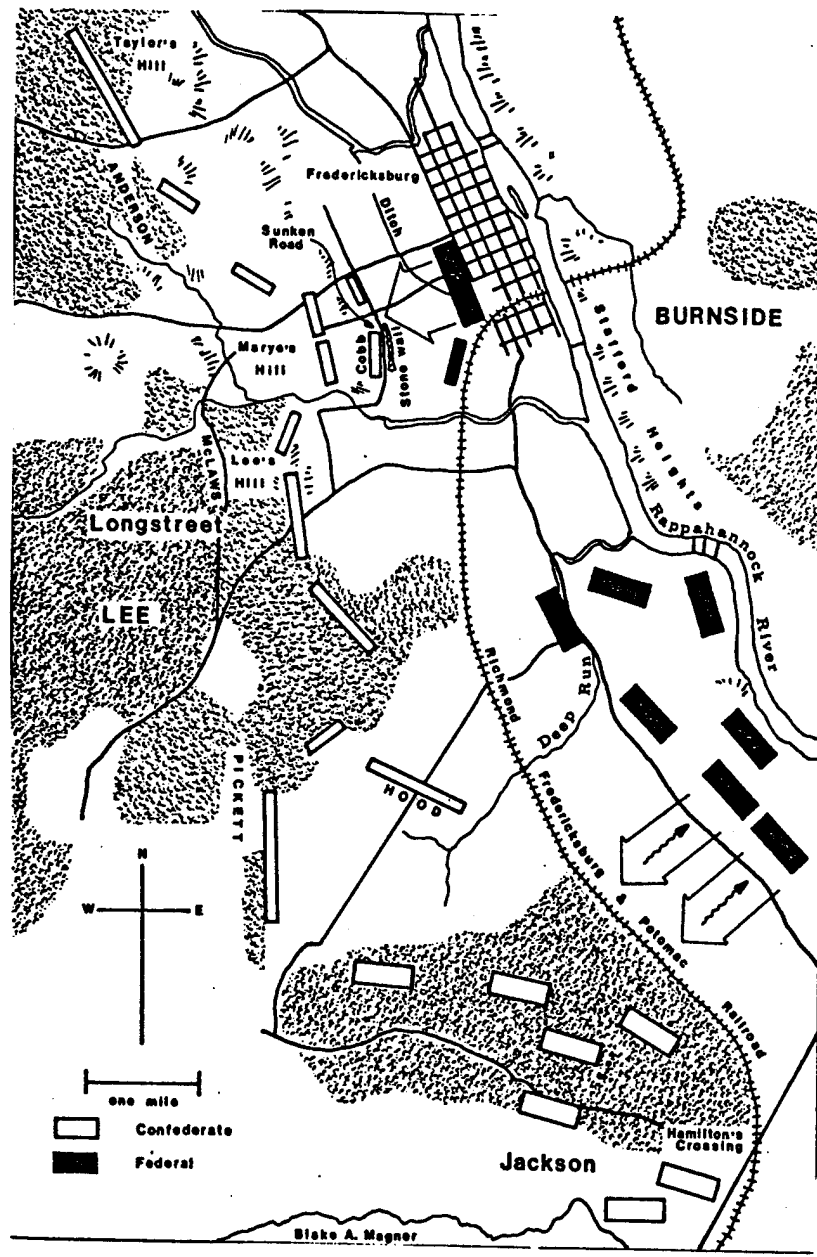 Taylor's
Hill
ANDERSON
Fredericksburg
Ditch
Sunken
Road
BURNSIDE
Marye's
Hill
Cobb
Stone wall
Stafford Heights
McLAWS
Lee's
Hill
Longstreet
LEE
Rappahannock River
Richmond Fredericksburg & Potomac Railroad
Deep Run
PICKETT
HOOD
N
W E
one mile
Confederate
Federal
Hamilton's
Crossing
Jackson
Blake A. Magner